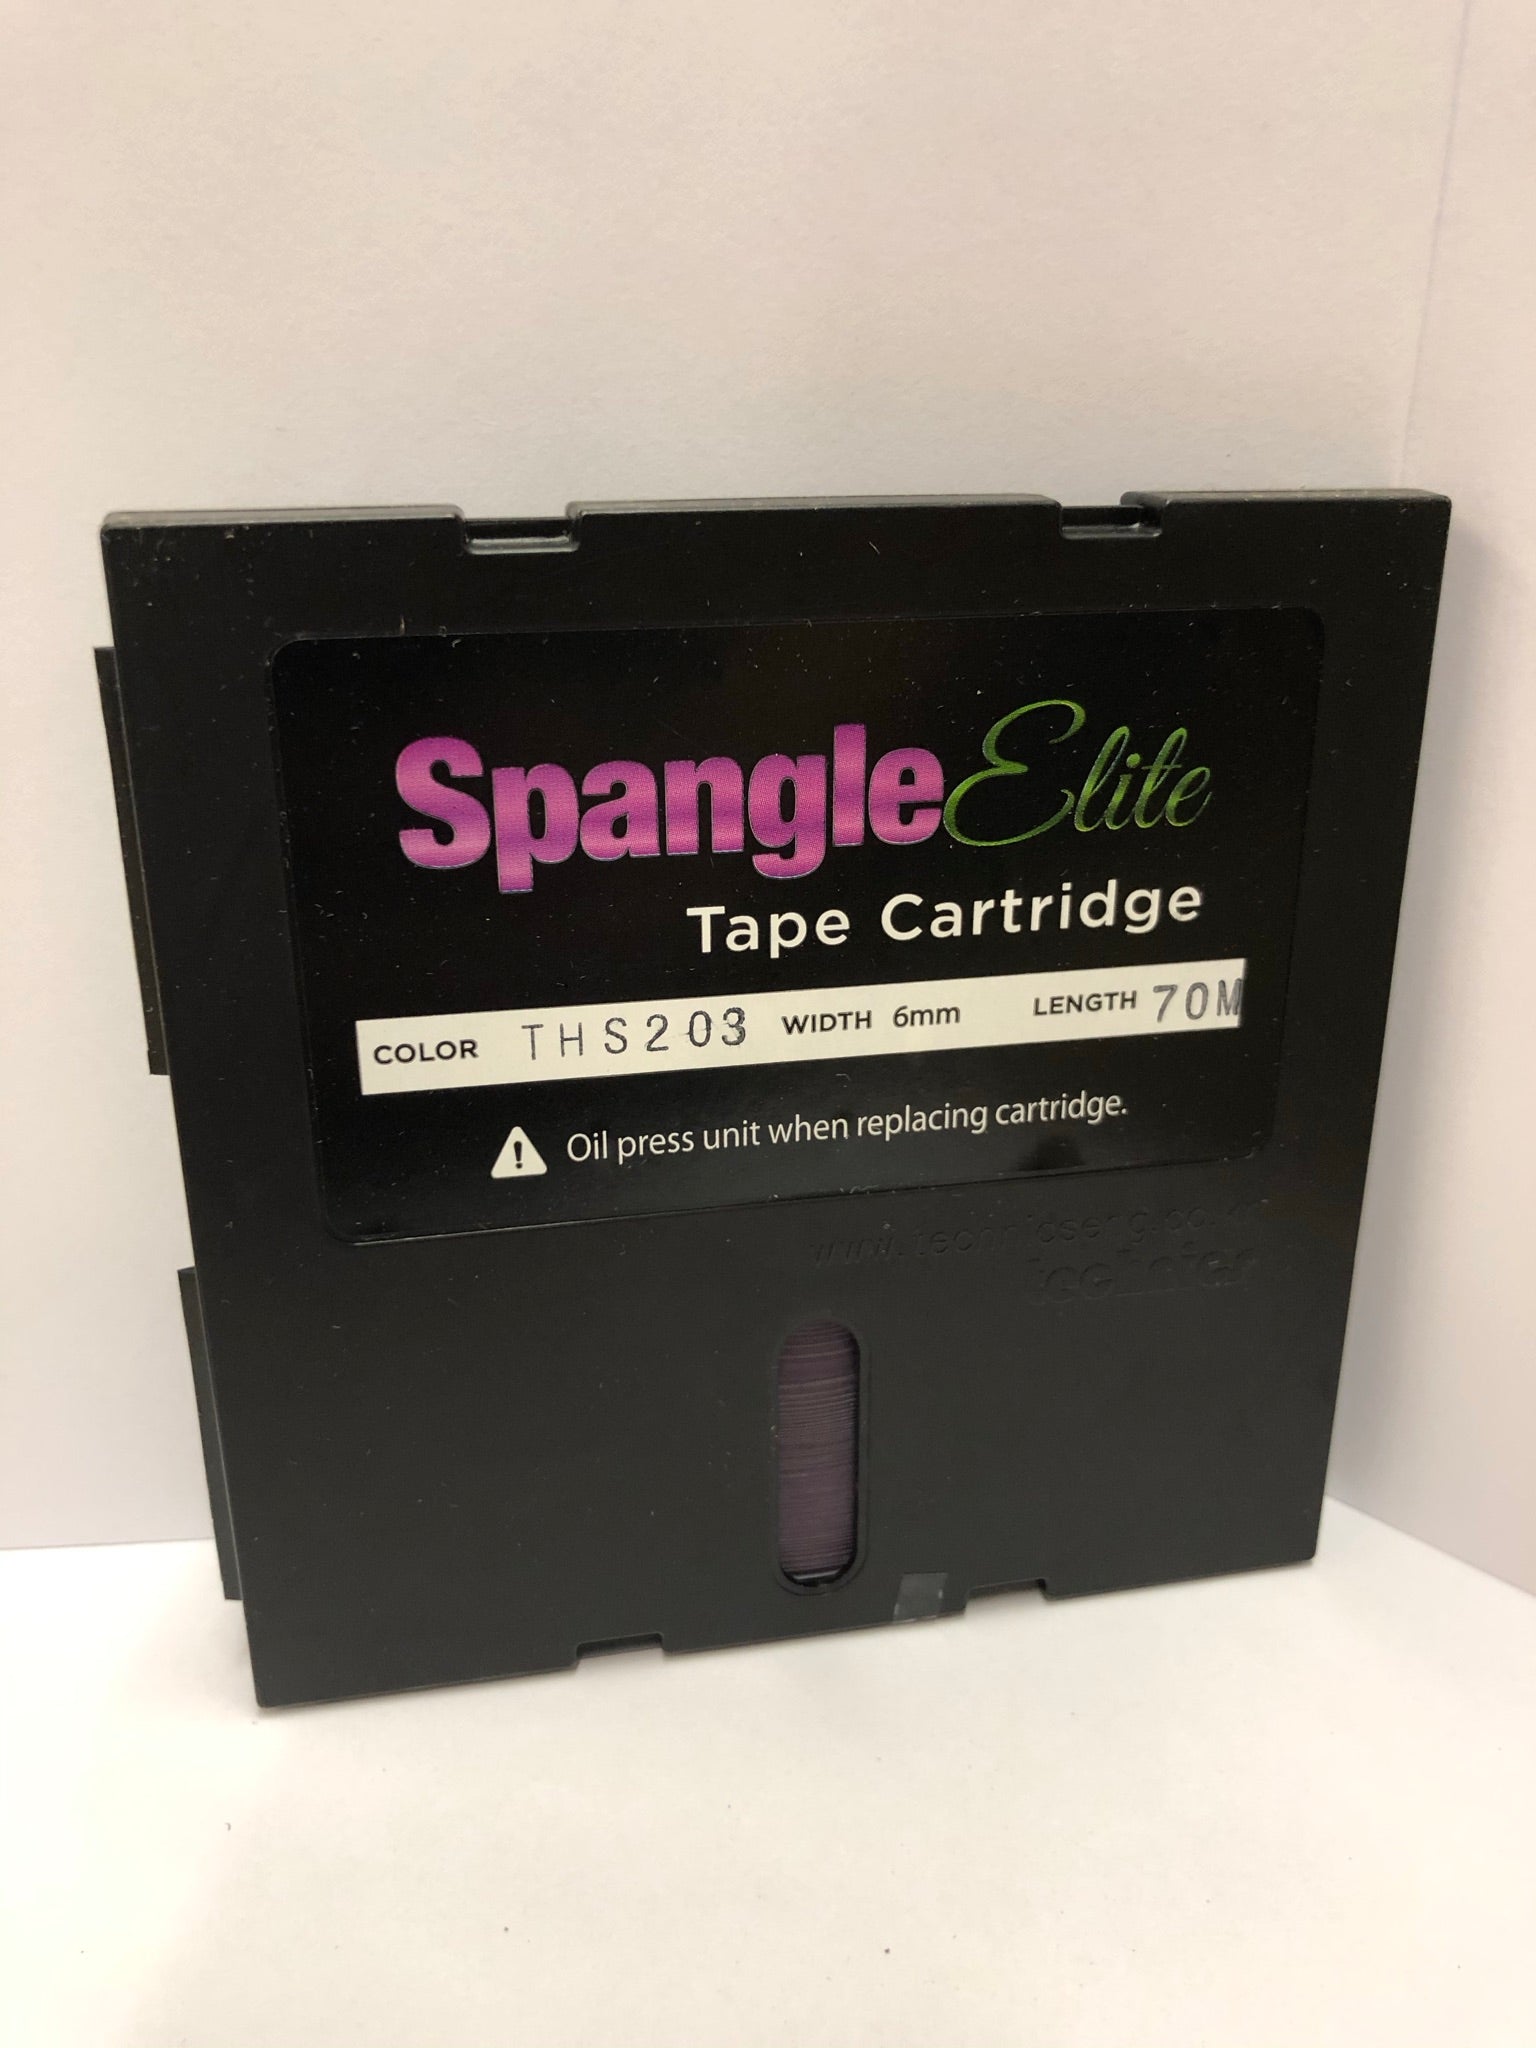 SpangleElite
Tape Cartridge
COLOR THS203 WIDTH 6mm LENGTH 70M
Oil press unit when replacing cartridge.